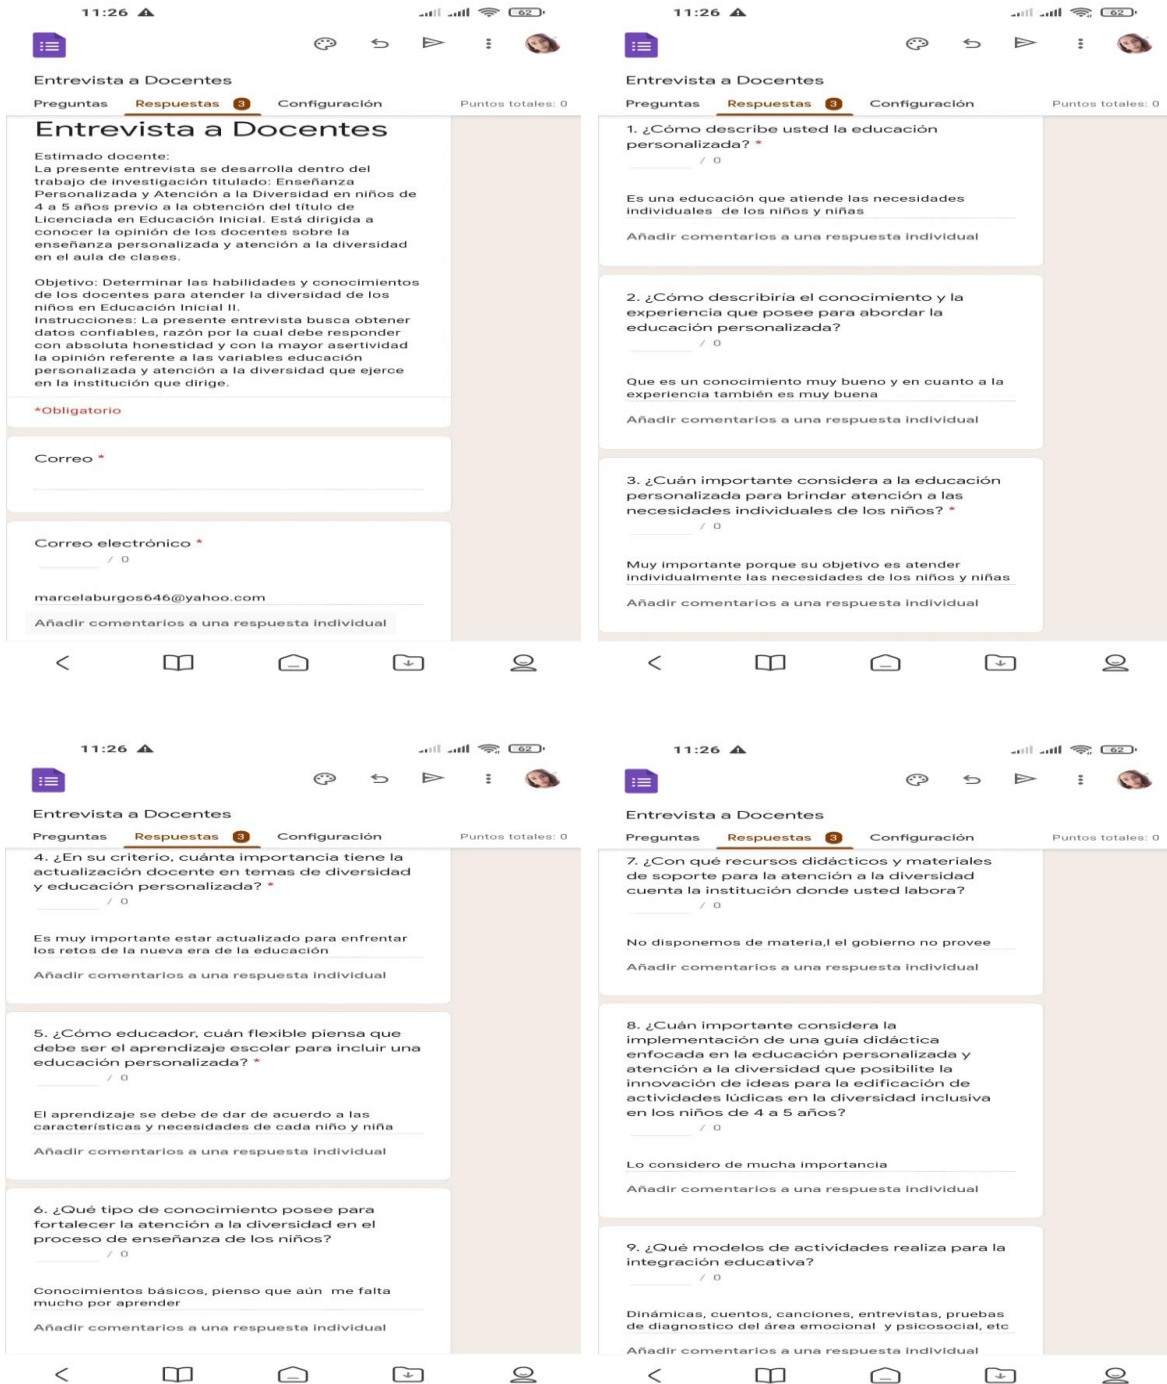 11:26
62
Entrevista a Docentes
Preguntas Respuestas 3 Configuración Puntos totales: 0
Entrevista a Docentes
Estimado docente:
La presente entrevista se desarrolla dentro del
trabajo de investigación titulado: Enseñanza
Personalizada y Atención a la Diversidad en niños de
4 a 5 años previo a la obtención del título de
Licenciada en Educación Inicial. Está dirigida a
conocer la opinión de los docentes sobre la
enseñanza personalizada y atención a la diversidad
en el aula de clases.
Objetivo: Determinar las habilidades y conocimientos
de los docentes para atender la diversidad de los
niños en Educación Inicial II.
Instrucciones: La presente entrevista busca obtener
datos confiables, razón por la cual debe responder
con absoluta honestidad y con la mayor asertividad
la opinión referente a las variables educación
personalizada y atención a la diversidad que ejerce
en la institución que dirige.
*Obligatorio
Correo *
Correo electrónico *
/ 0
marcelaburgos646@yahoo.com
Añadir comentarios a una respuesta individual
11:26
62
Entrevista a Docentes
Preguntas Respuestas 3 Configuración Puntos totales: 0
1. ¿Cómo describe usted la educación
personalizada? *
/ 0
Es una educación que atiende las necesidades
individuales de los niños y niñas
Añadir comentarios a una respuesta individual
2. ¿Cómo describiría el conocimiento y la
experiencia que posee para abordar la
educación personalizada?
/ 0
Que es un conocimiento muy bueno y en cuanto a la
experiencia también es muy buena
Añadir comentarios a una respuesta individual
3. ¿Cuán importante considera a la educación
personalizada para brindar atención a las
necesidades individuales de los niños? *
/ 0
Muy importante porque su objetivo es atender
individualmente las necesidades de los niños y niñas
Añadir comentarios a una respuesta individual
11:26
62
Entrevista a Docentes
Preguntas Respuestas 3 Configuración Puntos totales: 0
4. ¿En su criterio, cuánta importancia tiene la
actualización docente en temas de diversidad
y educación personalizada? *
/ 0
Es muy importante estar actualizado para enfrentar
los retos de la nueva era de la educación
Añadir comentarios a una respuesta individual
5. ¿Cómo educador, cuán flexible piensa que
debe ser el aprendizaje escolar para incluir una
educación personalizada? *
/ 0
El aprendizaje se debe de dar de acuerdo a las
características y necesidades de cada niño y niña
Añadir comentarios a una respuesta individual
6. ¿Qué tipo de conocimiento posee para
fortalecer la atención a la diversidad en el
proceso de enseñanza de los niños?
/ 0
Conocimientos básicos, pienso que aún me falta
mucho por aprender
Añadir comentarios a una respuesta individual
11:26
62
Entrevista a Docentes
Preguntas Respuestas 3 Configuración Puntos totales: 0
7. ¿Con qué recursos didácticos y materiales
de soporte para la atención a la diversidad
cuenta la institución donde usted labora?
/ 0
No disponemos de materia,l el gobierno no provee
Añadir comentarios a una respuesta individual
8. ¿Cuán importante considera la
implementación de una guía didáctica
enfocada en la educación personalizada y
atención a la diversidad que posibilite la
innovación de ideas para la edificación de
actividades lúdicas en la diversidad inclusiva
en los niños de 4 a 5 años?
/ 0
Lo considero de mucha importancia
Añadir comentarios a una respuesta individual
9. ¿Qué modelos de actividades realiza para la
integración educativa?
/ 0
Dinámicas, cuentos, canciones, entrevistas, pruebas
de diagnostico del área emocional y psicosocial, etc
Añadir comentarios a una respuesta individual